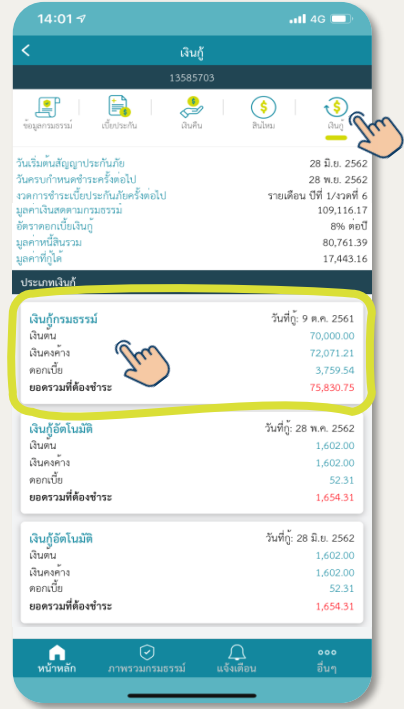 14:01
4G
เงินกู้
13585703
ข้อมูลกรมธรรม์ เบี้ยประกัน เงินคืน สินไหม เงินกู้
วันเริ่มต้นสัญญาประกันภัย 28 มิ.ย. 2562
วันครบกำหนดชำระครั้งต่อไป 28 พ.ย. 2562
งวดการชำระเบี้ยประกันภัยครั้งต่อไป รายเดือน ปีที่ 1/งวดที่ 6
มูลค่าเงินสดตามกรมธรรม์ 109,116.17
อัตราดอกเบี้ยเงินกู้ 8% ต่อปี
มูลค่าหนี้สินรวม 80,761.39
มูลค่าที่กู้ได้ 17,443.16
ประเภทเงินกู้
เงินกู้กรมธรรม์ วันที่กู้: 9 ต.ค. 2561
เงินต้น 70,000.00
เงินคงค้าง 72,071.21
ดอกเบี้ย 3,759.54
ยอดรวมที่ต้องชำระ 75,830.75
เงินกู้อัตโนมัติ วันที่กู้: 28 พ.ค. 2562
เงินต้น 1,602.00
เงินคงค้าง 1,602.00
ดอกเบี้ย 52.31
ยอดรวมที่ต้องชำระ 1,654.31
เงินกู้อัตโนมัติ วันที่กู้: 28 มิ.ย. 2562
เงินต้น 1,602.00
เงินคงค้าง 1,602.00
ดอกเบี้ย 52.31
ยอดรวมที่ต้องชำระ 1,654.31
หน้าหลัก ภาพรวมกรมธรรม์ แจ้งเตือน อื่นๆ